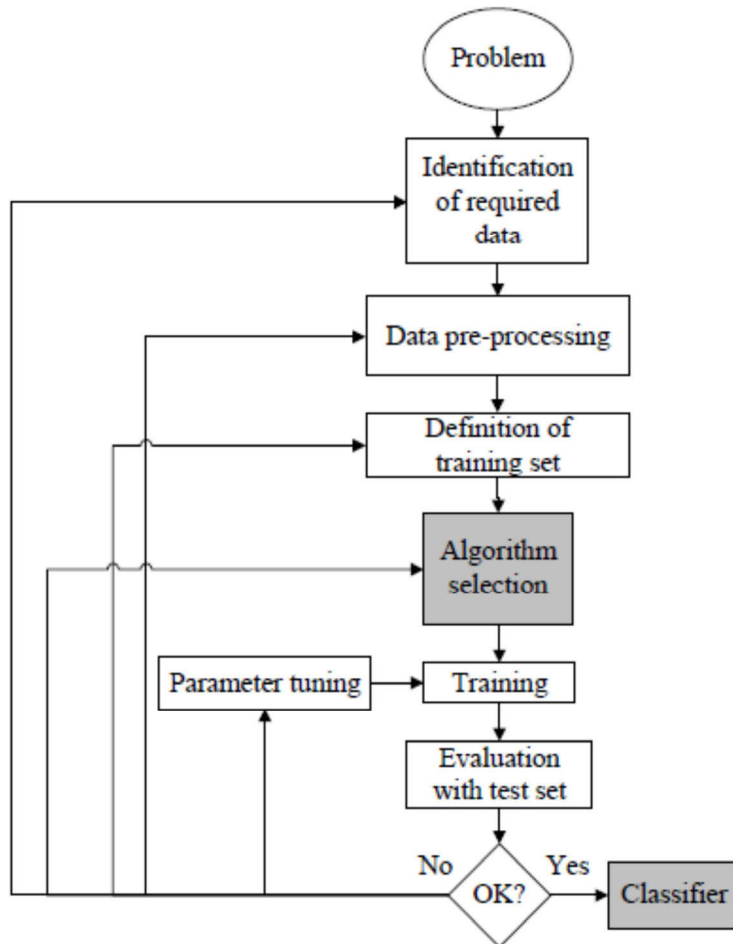 Problem
Identification
of required
data
Data pre-processing
Definition of
training set
Algorithm
selection
Parameter tuning
Training
Evaluation
with test set
No
Yes
OK?
Classifier